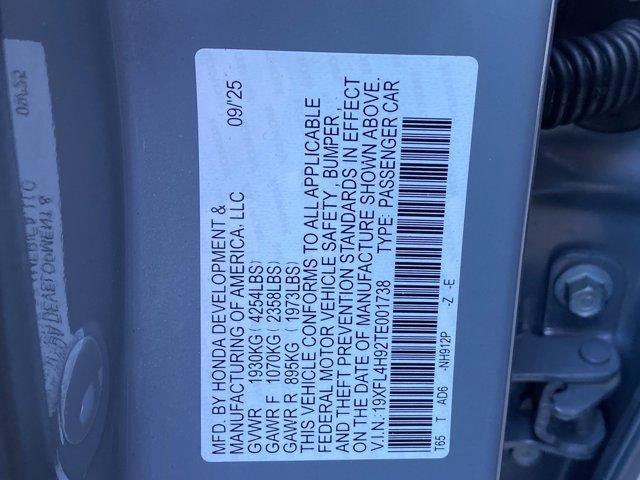 MFD. BY HONDA DEVELOPMENT & 09/'25
MANUFACTURING OF AMERICA, LLC
GVWR 1930KG(4254LBS)
GAWR F 1070KG(2358LBS)
GAWR R 895KG(1973LBS)
THIS VEHICLE CONFORMS TO ALL APPLICABLE
FEDERAL MOTOR VEHICLE SAFETY, BUMPER,
AND THEFT PREVENTION STANDARDS IN EFFECT
ON THE DATE OF MANUFACTURE SHOWN ABOVE.
V.I.N.:19XFL4H92TE001738 TYPE: PASSENGER CAR
T65 T AD6 -NH912P -Z -E